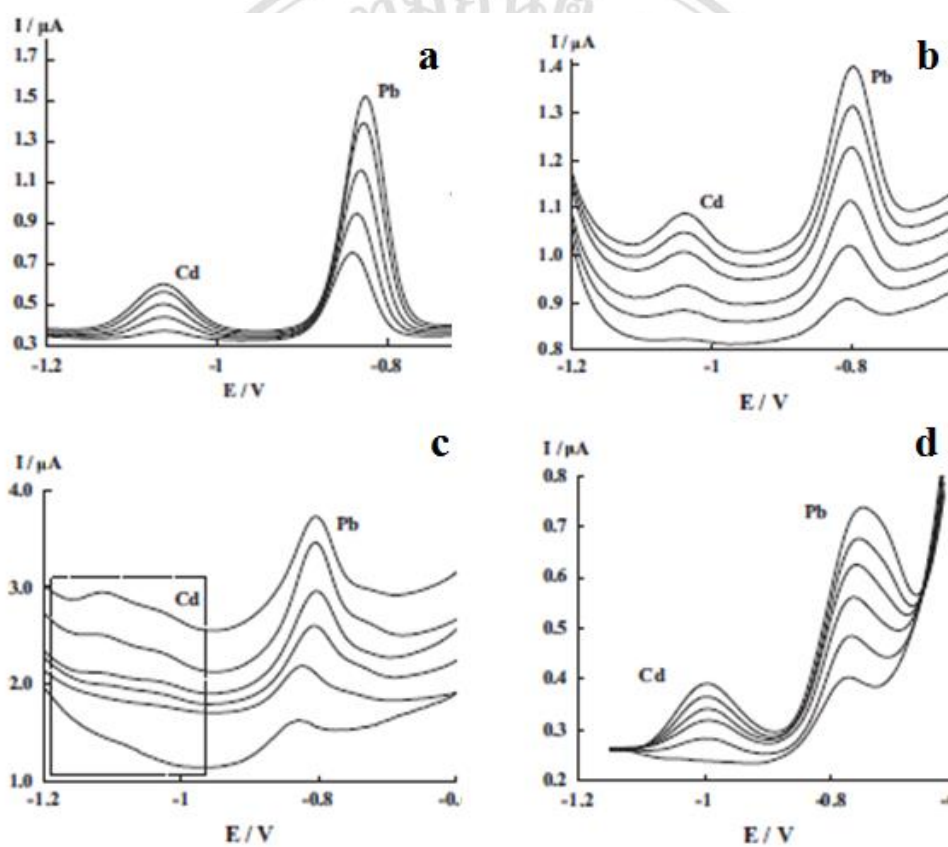 I / µA
a
1.7
Pb
1.5
1.3
1.1
0.9
Cd
0.7
0.5
0.3
-1.2
-1
-0.8
E / V
I / µA
b
1.4
Pb
1.3
1.2
Cd
1.1
1.0
0.9
0.8
-1.2
-1
-0.8
E / V
I / µA
c
4.0
Pb
3.0
Cd
2.0
1.0
-1.2
-1
-0.8
E / V
I / µA
d
0.8
Pb
0.7
0.6
0.5
Cd
0.4
0.3
0.2
-1.2
-1
-0.8
E / V